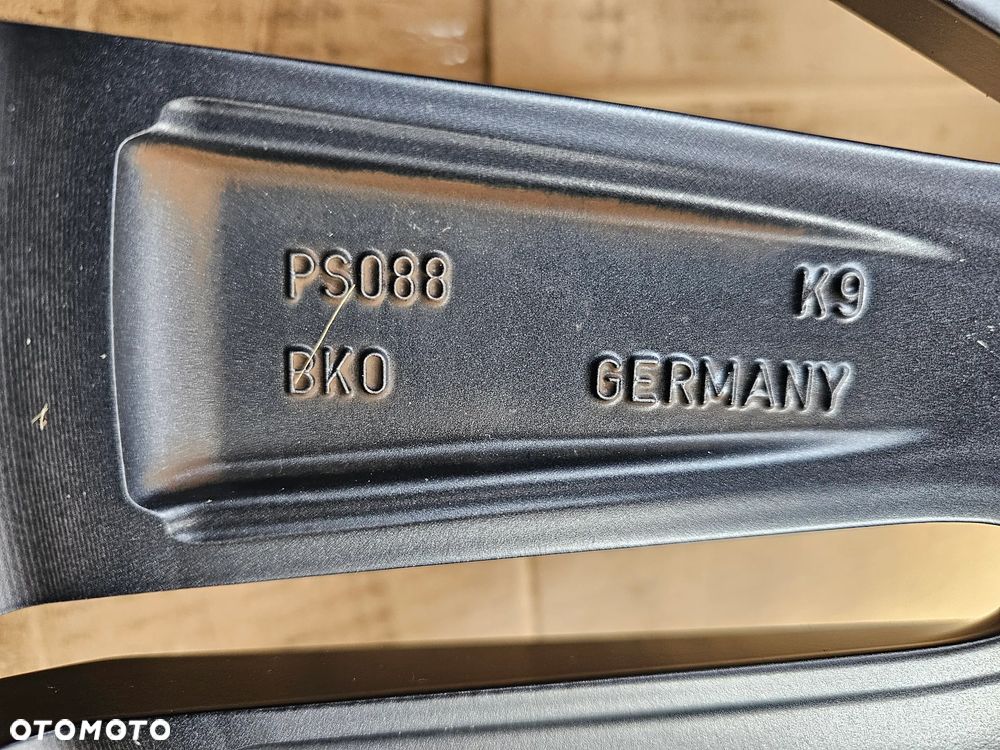 PS088 K9
BKO GERMANY
OTOMOTO